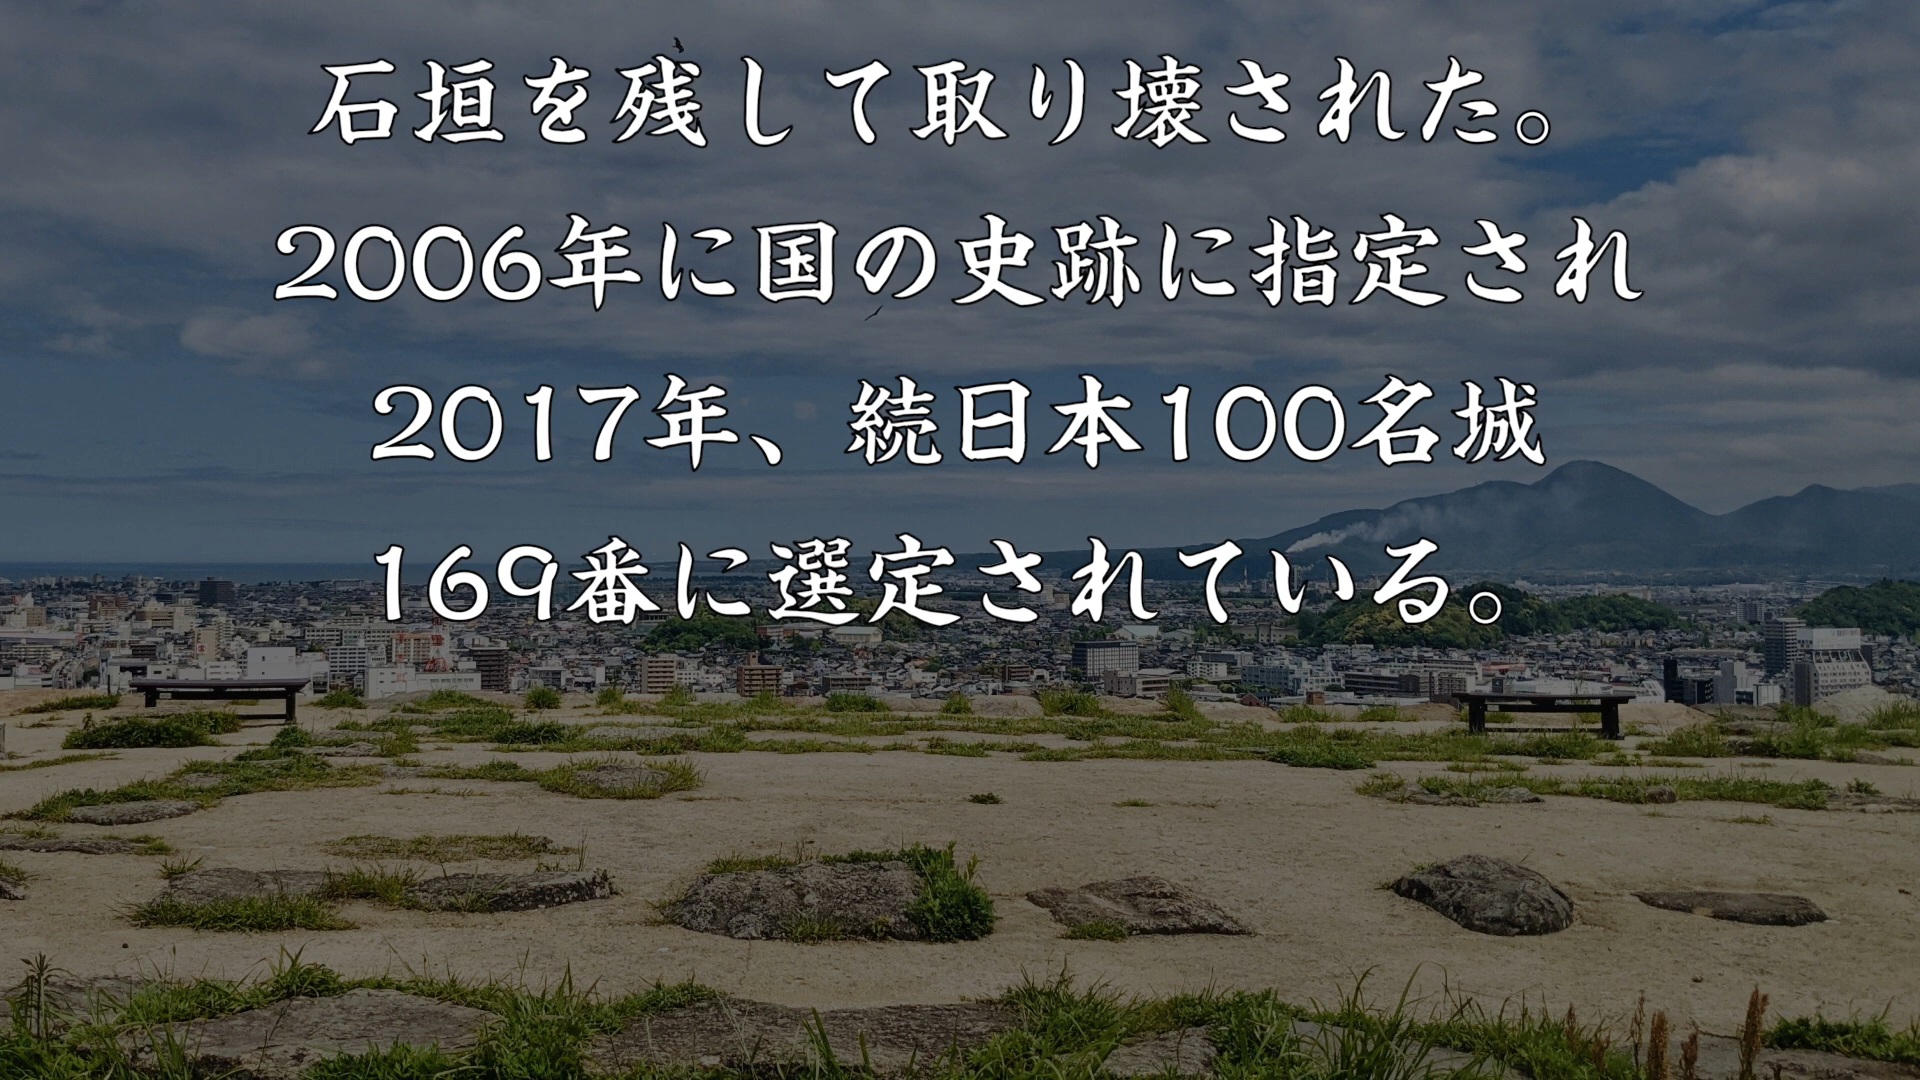 石垣を残して取り壊された。
2006年に国の史跡に指定され
2017年、続日本100名城
169番に選定されている。